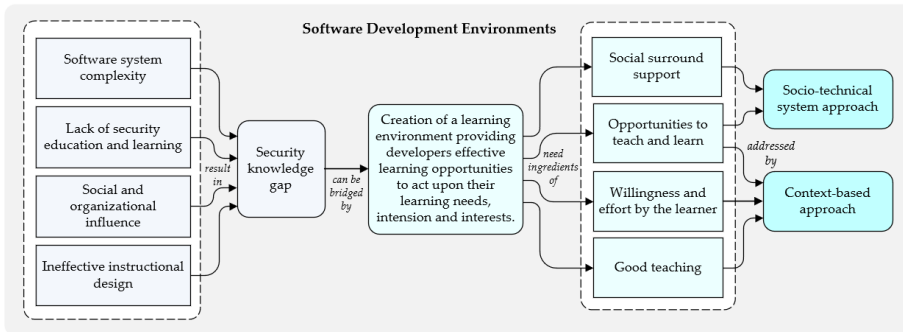 Software Development Environments
Software system
complexity
Lack of security
education and learning
Social and
organizational
influence
Ineffective instructional
design
result
in
Security
knowledge
gap
can be
bridged
by
Creation of a learning
environment providing
developers effective
learning opportunities
to act upon their
learning needs,
intension and interests.
need
ingredients
of
Social surround
support
Opportunities to
teach and learn
Willingness and
effort by the learner
Good teaching
addressed
by
Socio-technical
system approach
Context-based
approach